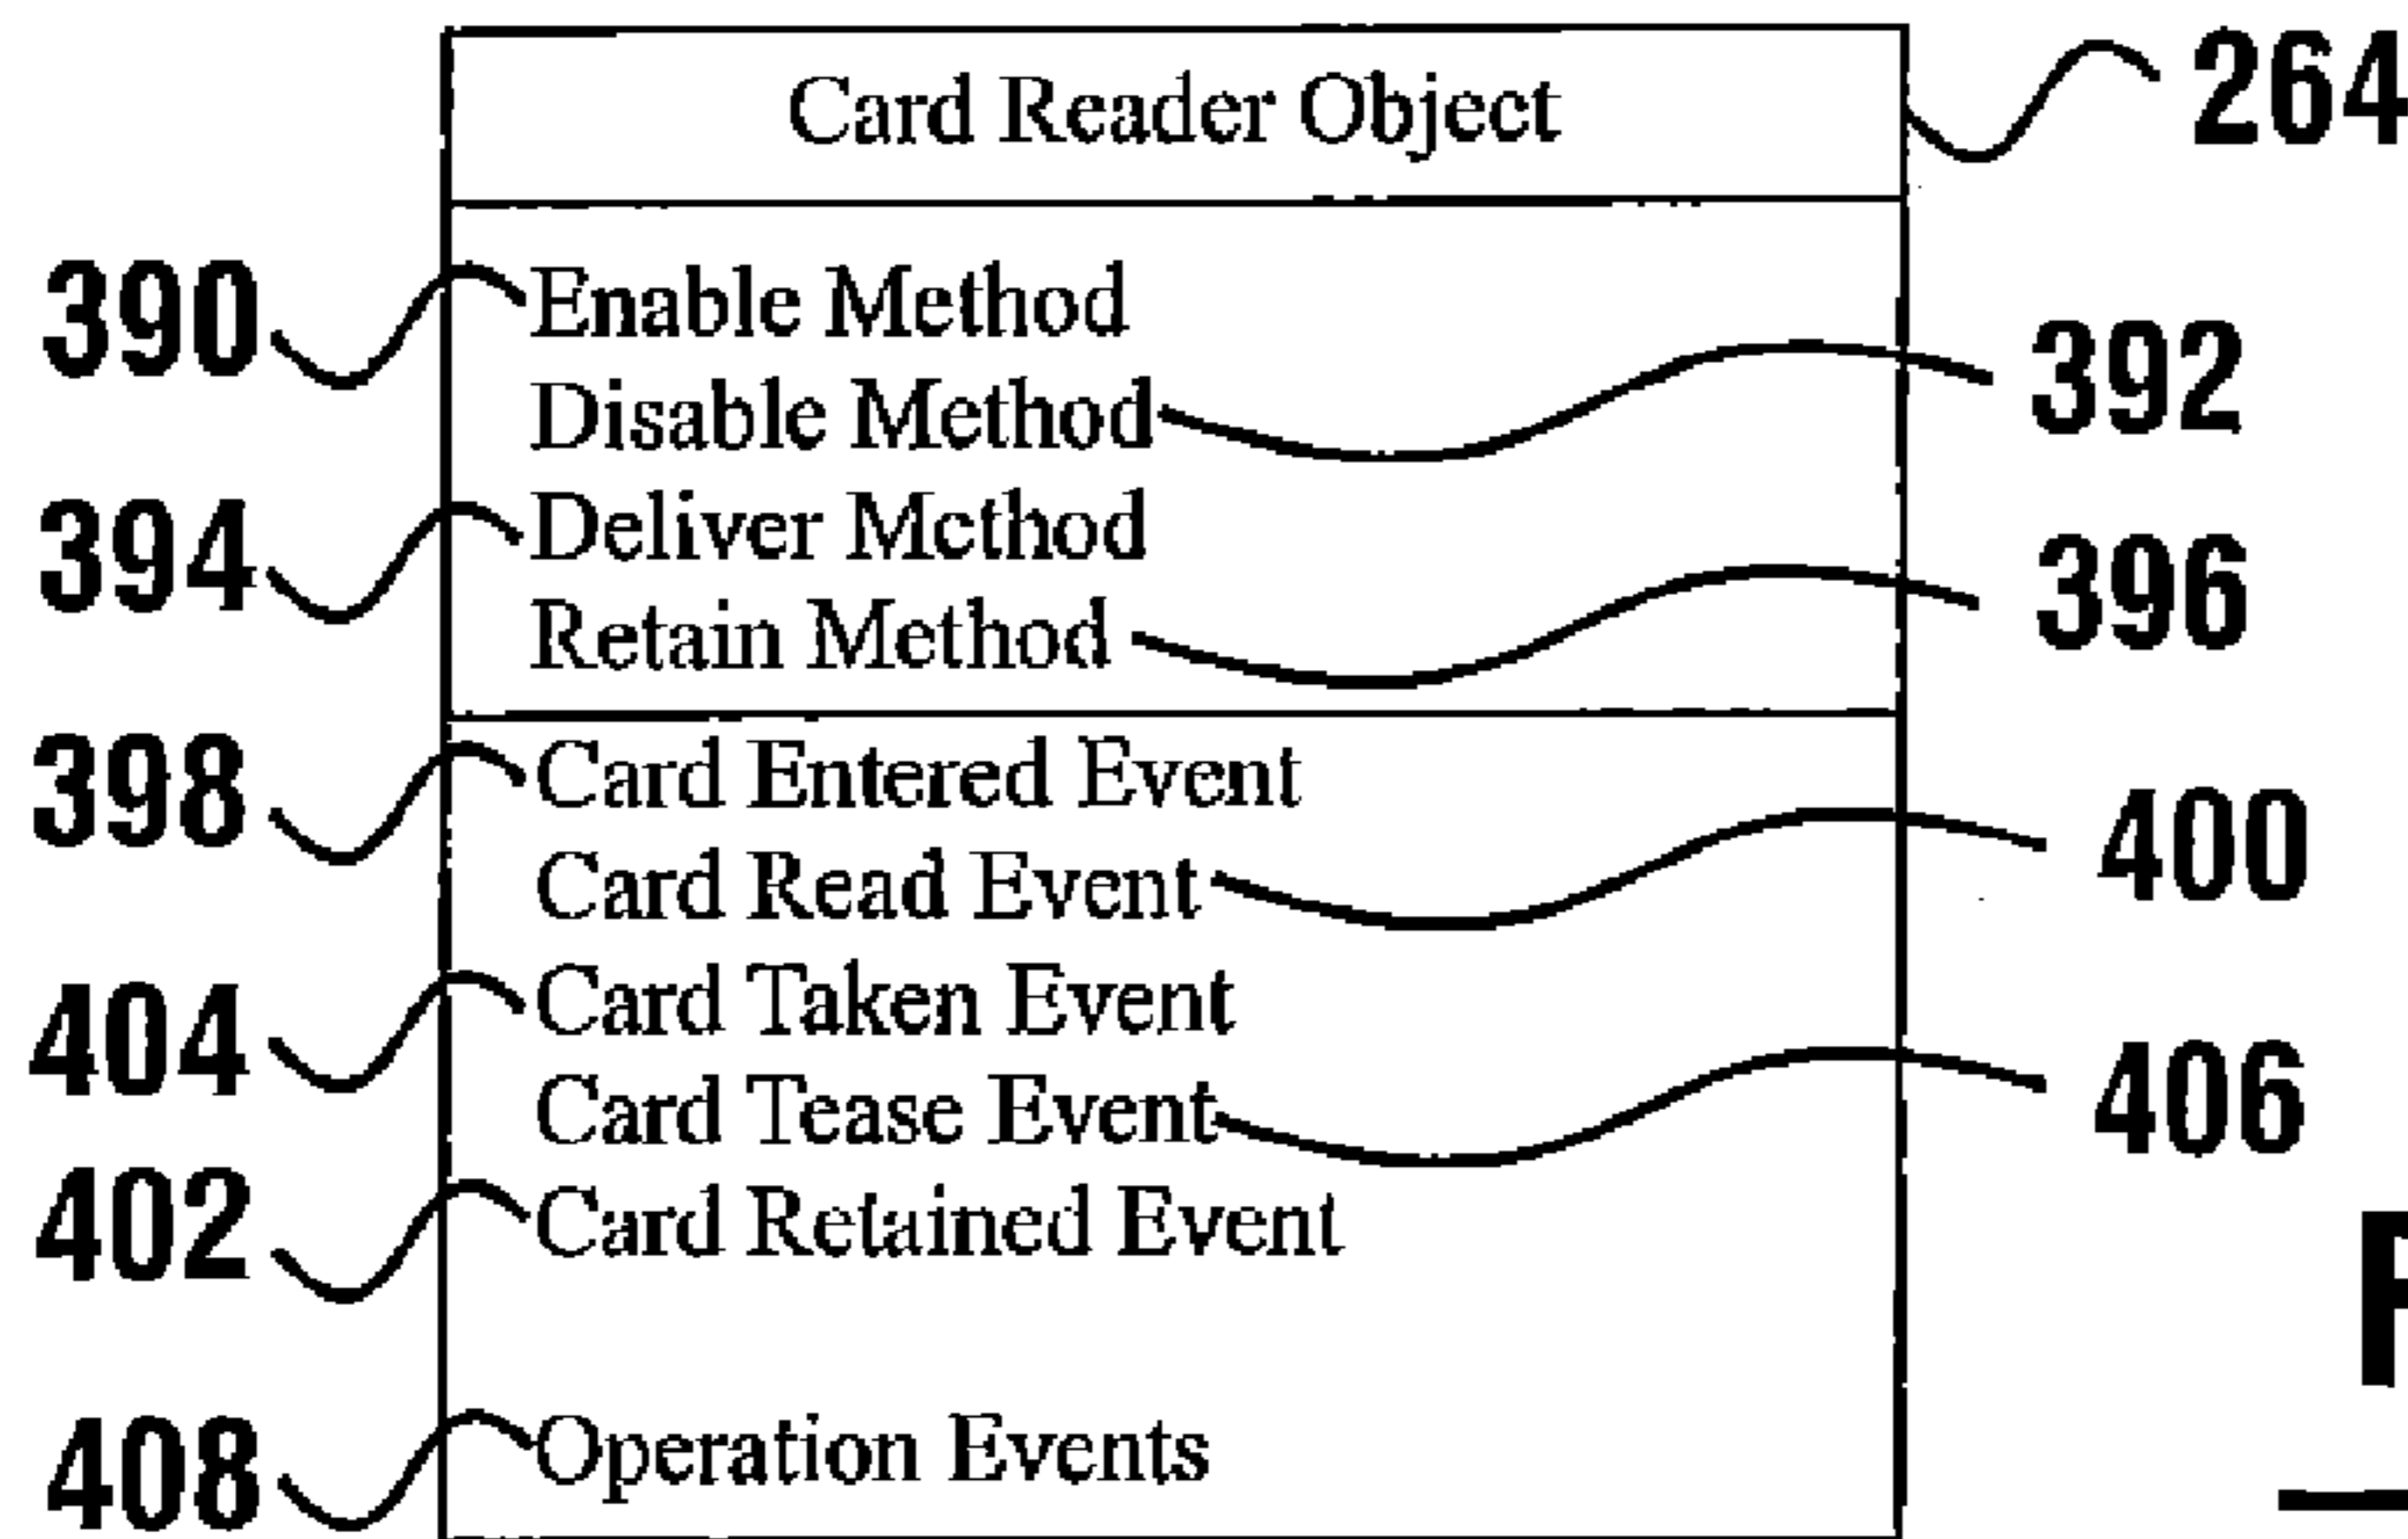 Card Reader Object 264
390 Enable Method
Disable Method 392
394 Deliver Method
Retain Method 396
398 Card Entered Event
Card Read Event 400
404 Card Taken Event
Card Tease Event 406
402 Card Retained Event
408 Operation Events